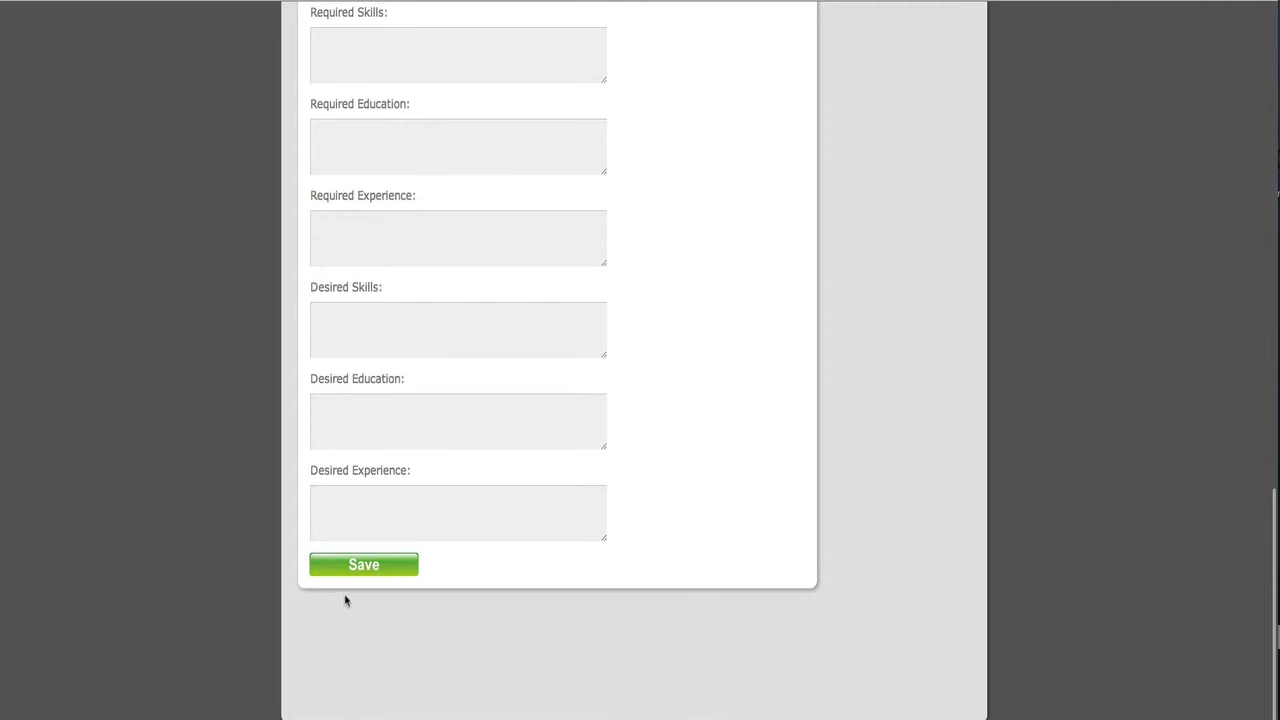 Required Skills:
Required Education:
Required Experience:
Desired Skills:
Desired Education:
Desired Experience:
Save